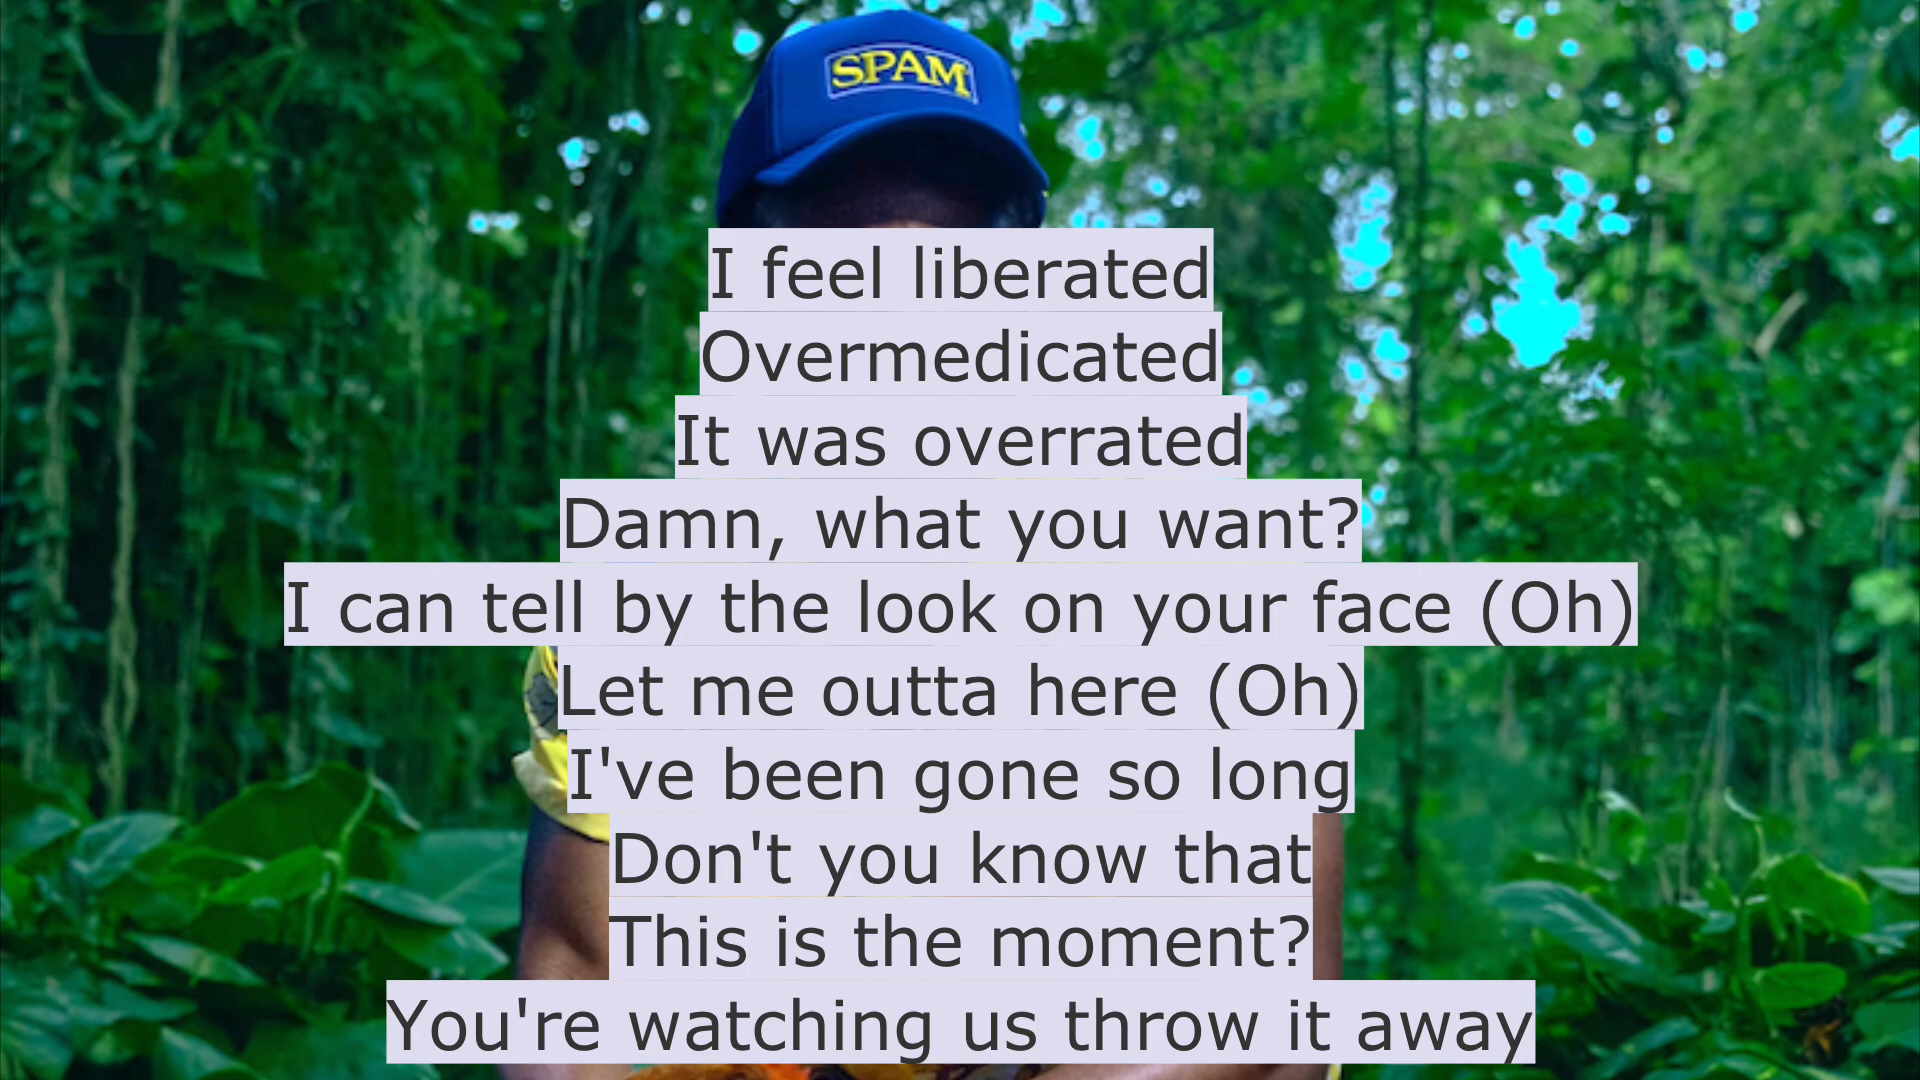 SPAM
I feel liberated
Overmedicated
It was overrated
Damn, what you want?
I can tell by the look on your face (Oh)
Let me outta here (Oh)
I've been gone so long
Don't you know that
This is the moment?
You're watching us throw it away